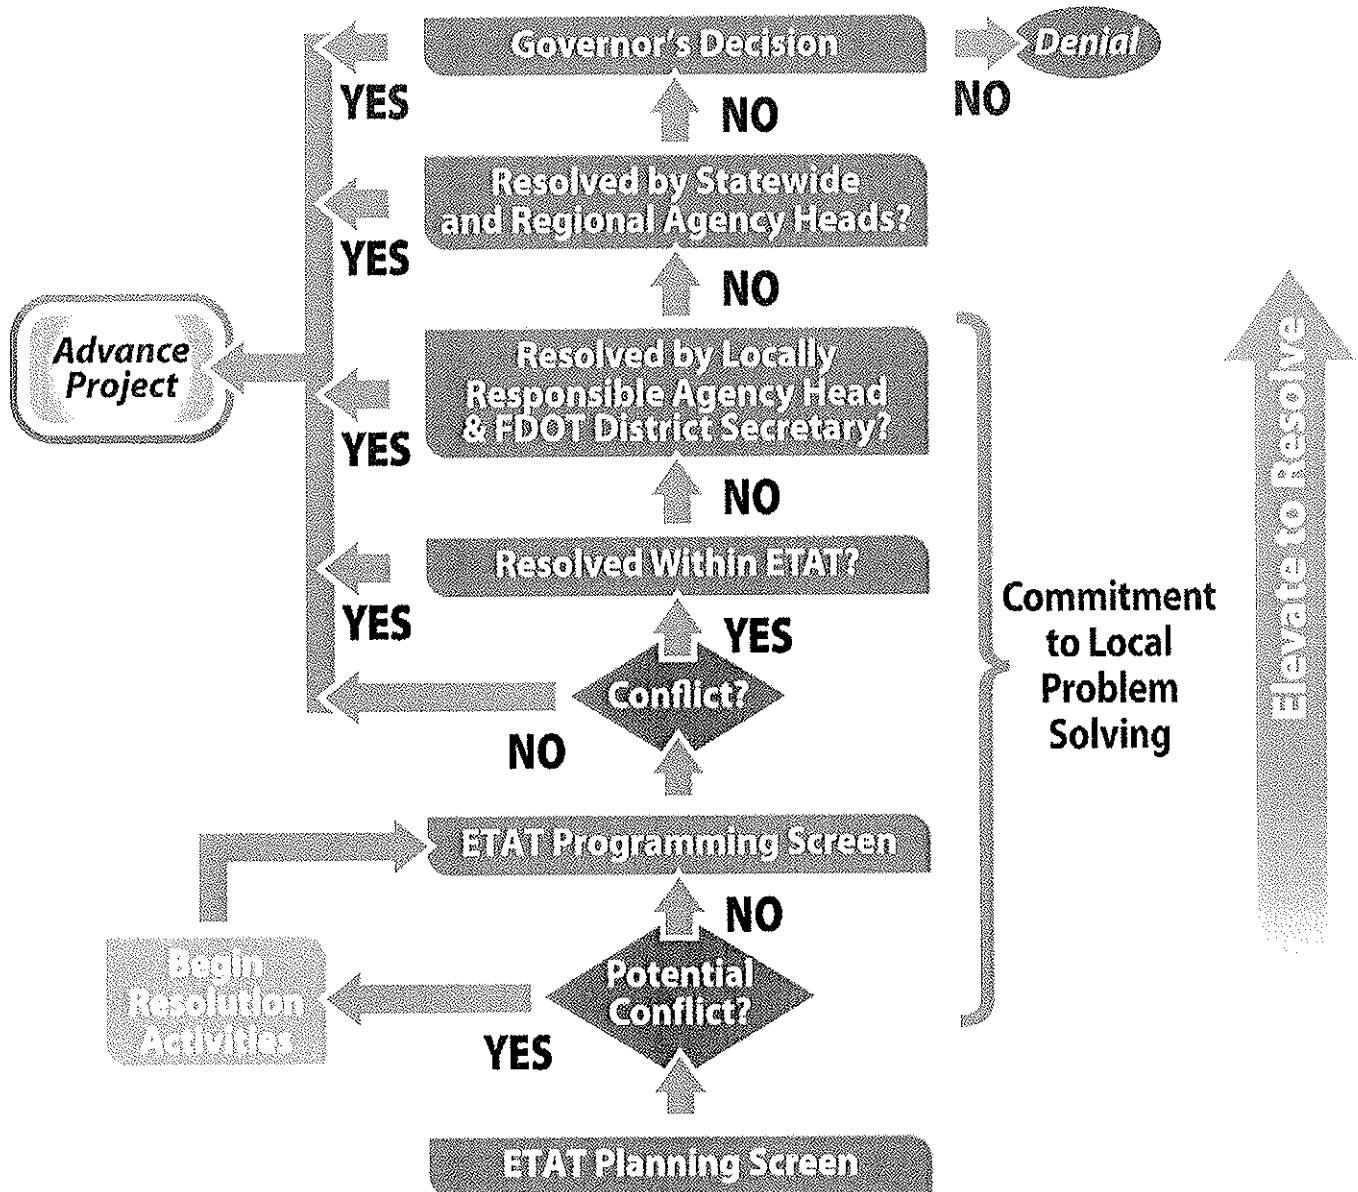 Governor's Decision
Denial
YES
NO
NO
Resolved by Statewide
and Regional Agency Heads?
YES
NO
Advance
Project
Resolved by Locally
Responsible Agency Head
& FDOT District Secretary?
YES
NO
Resolved Within ETAT?
YES
YES
Conflict?
NO
Commitment
to Local
Problem
Solving
Elevate to Resolve
ETAT Programming Screen
NO
Begin
Resolution
Activities
Potential
Conflict?
YES
ETAT Planning Screen